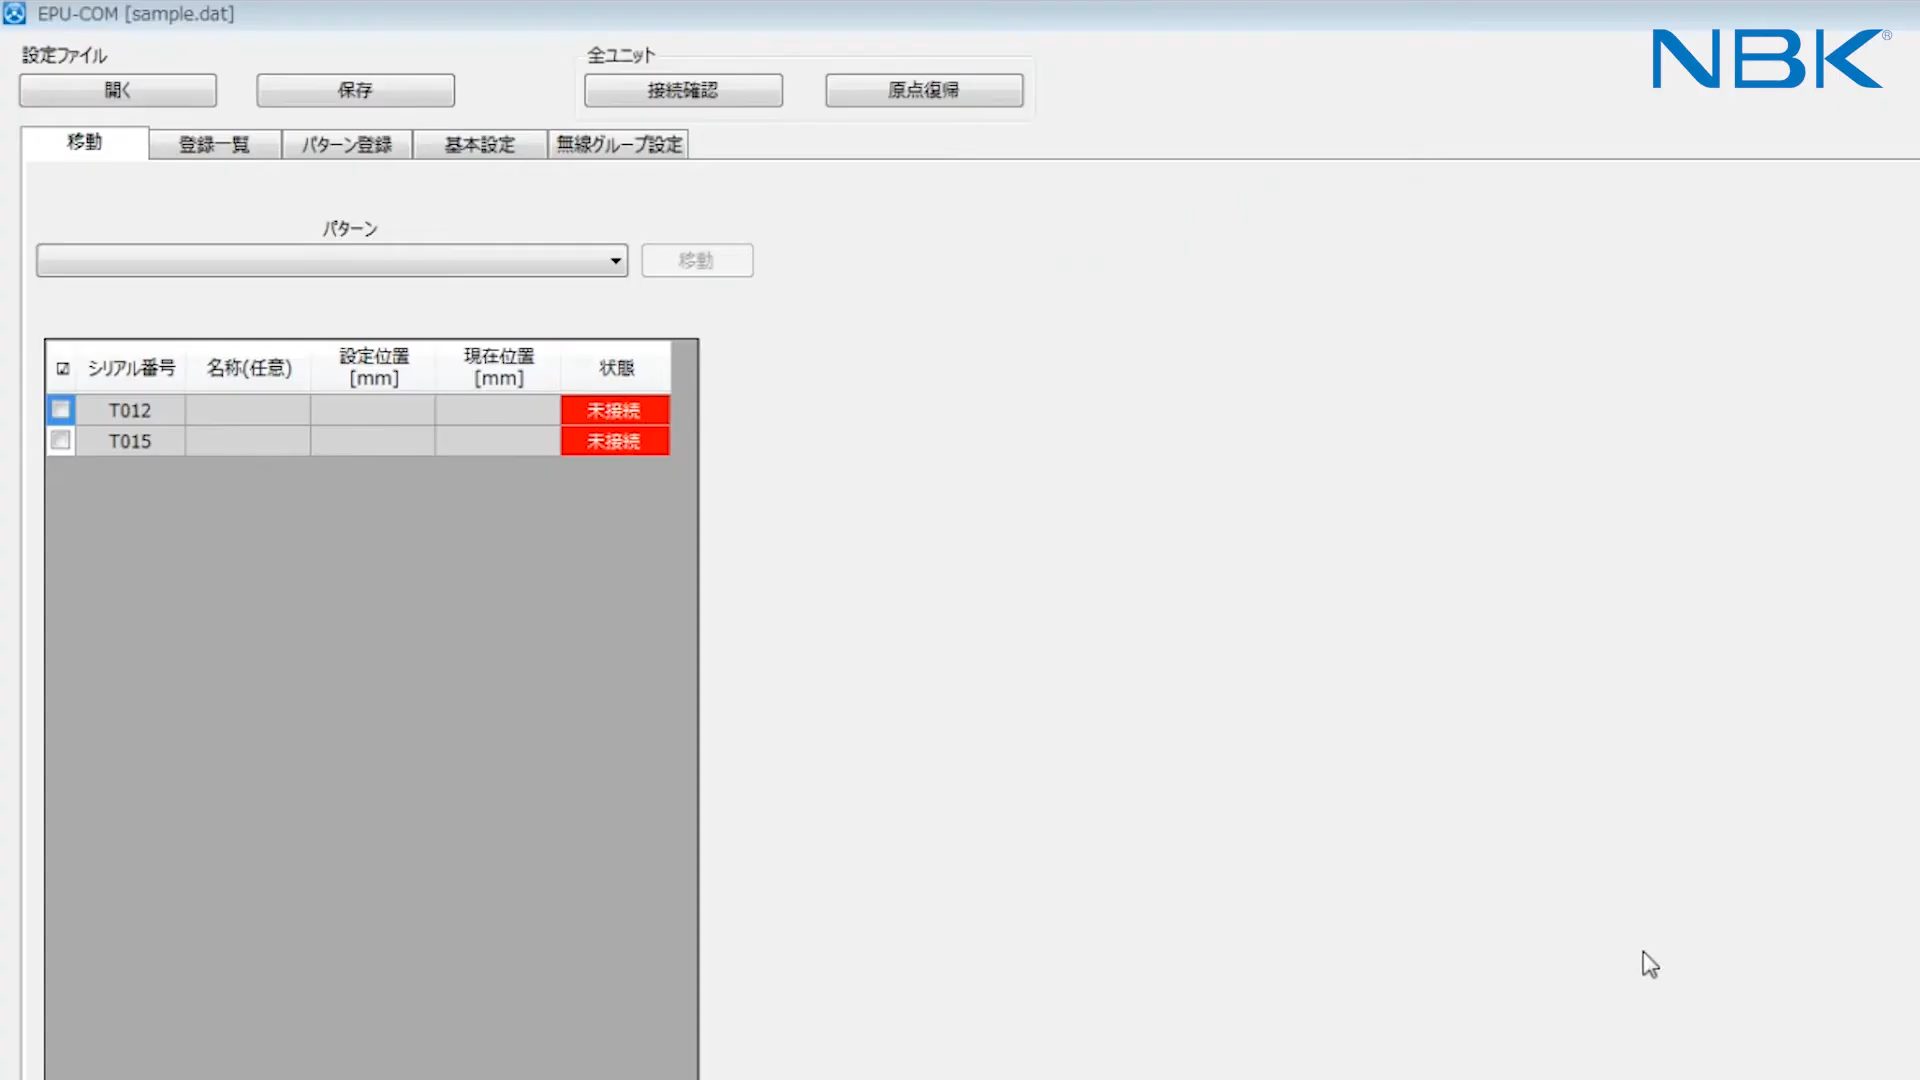 EPU-COM [sample.dat]
NBK®
設定ファイル
開く
保存
全ユニット
接続確認
原点復帰
移動
登録一覧
パターン登録
基本設定
無線グループ設定
パターン
移動
シリアル番号
名称(任意)
設定位置
[mm]
現在位置
[mm]
状態
T012
未接続
T015
未接続